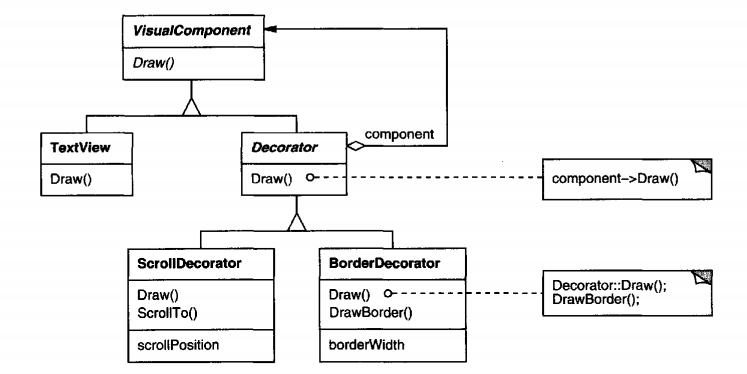 VisualComponent
Draw()
TextView
Draw()
Decorator
Draw()
component
component->Draw()
ScrollDecorator
Draw()
ScrollTo()
scrollPosition
BorderDecorator
Draw()
DrawBorder()
borderWidth
Decorator::Draw();
DrawBorder();